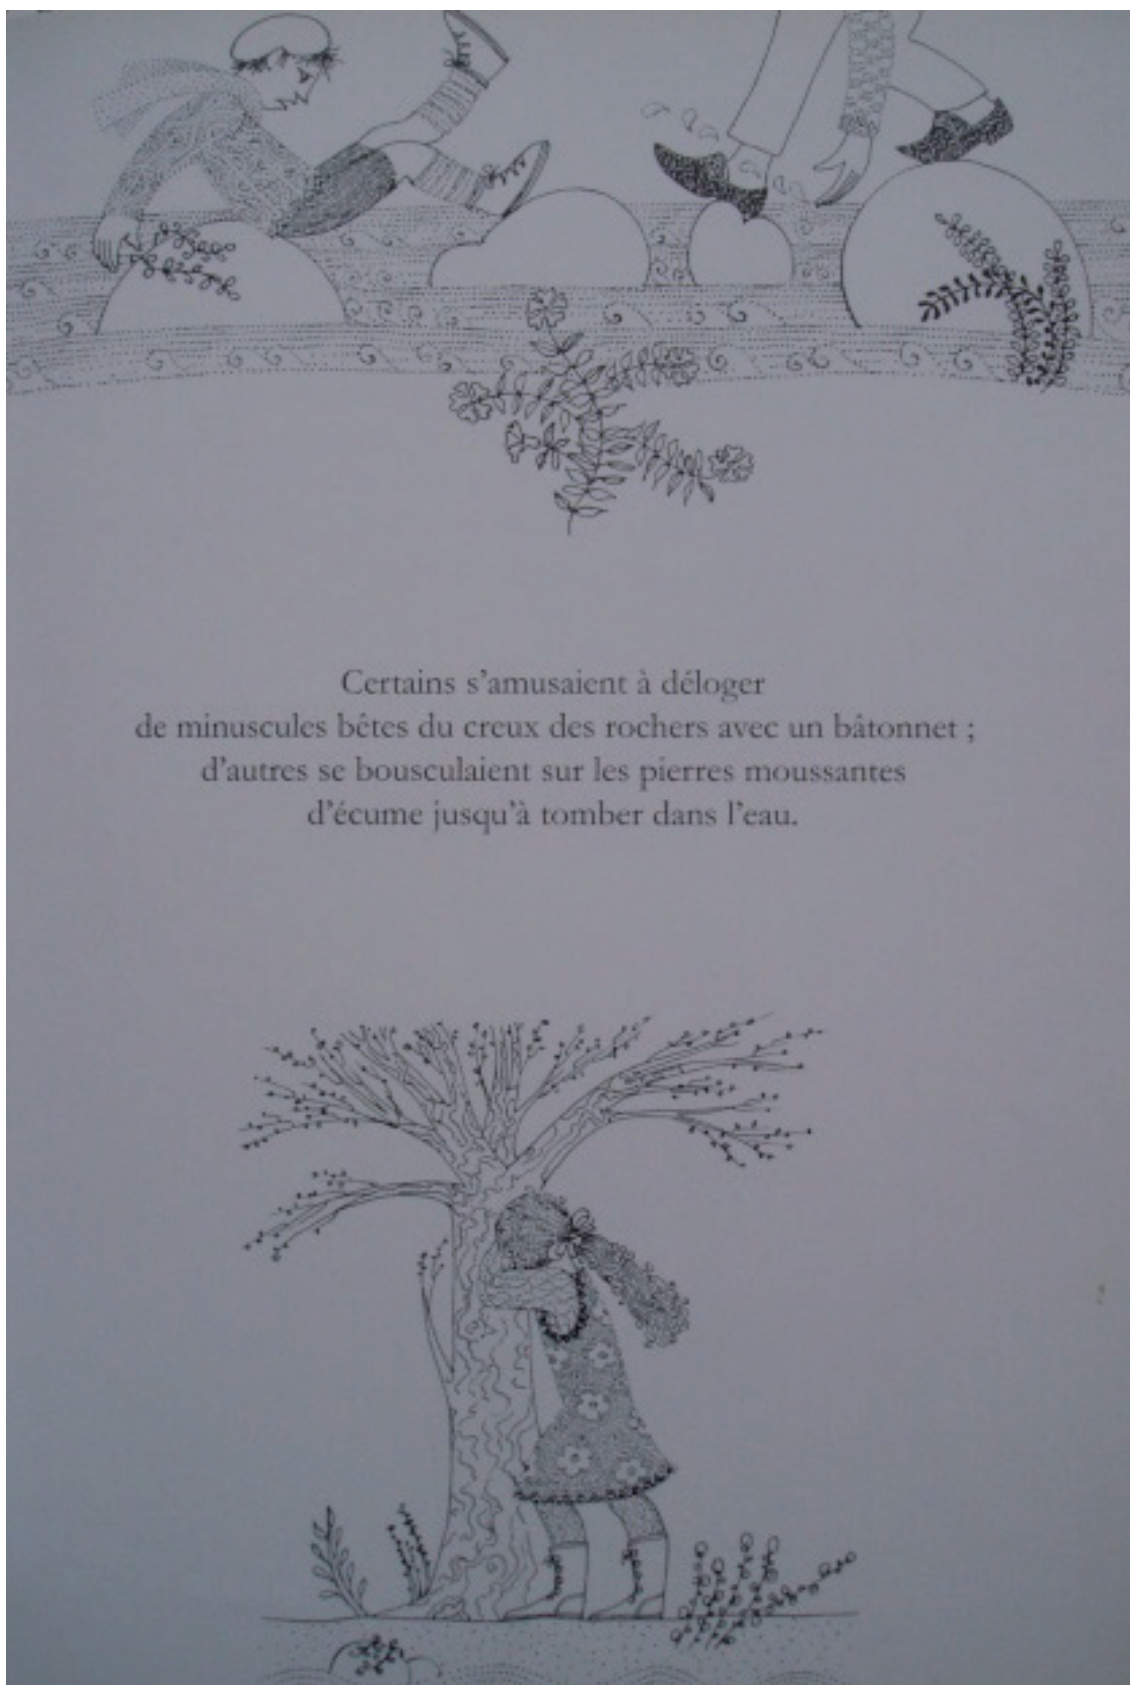 Certains s'amusaient à déloger
de minuscules bêtes du creux des rochers avec un bâtonnet ;
d'autres se bousculaient sur les pierres moussantes
d'écume jusqu'à tomber dans l'eau.